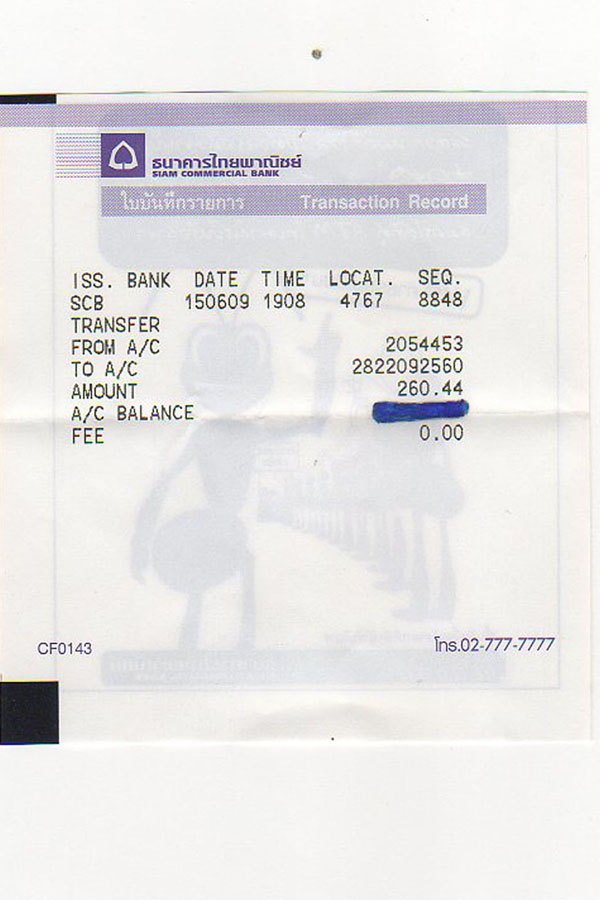 ธนาคารไทยพาณิชย์
SIAM COMMERCIAL BANK
ใบบันทึกรายการ Transaction Record
ISS. BANK DATE TIME LOCAT. SEQ.
SCB 150609 1908 4767 8848
TRANSFER
FROM A/C 2054453
TO A/C 2822092560
AMOUNT 260.44
A/C BALANCE
FEE 0.00
CF0143 โทร.02-777-7777